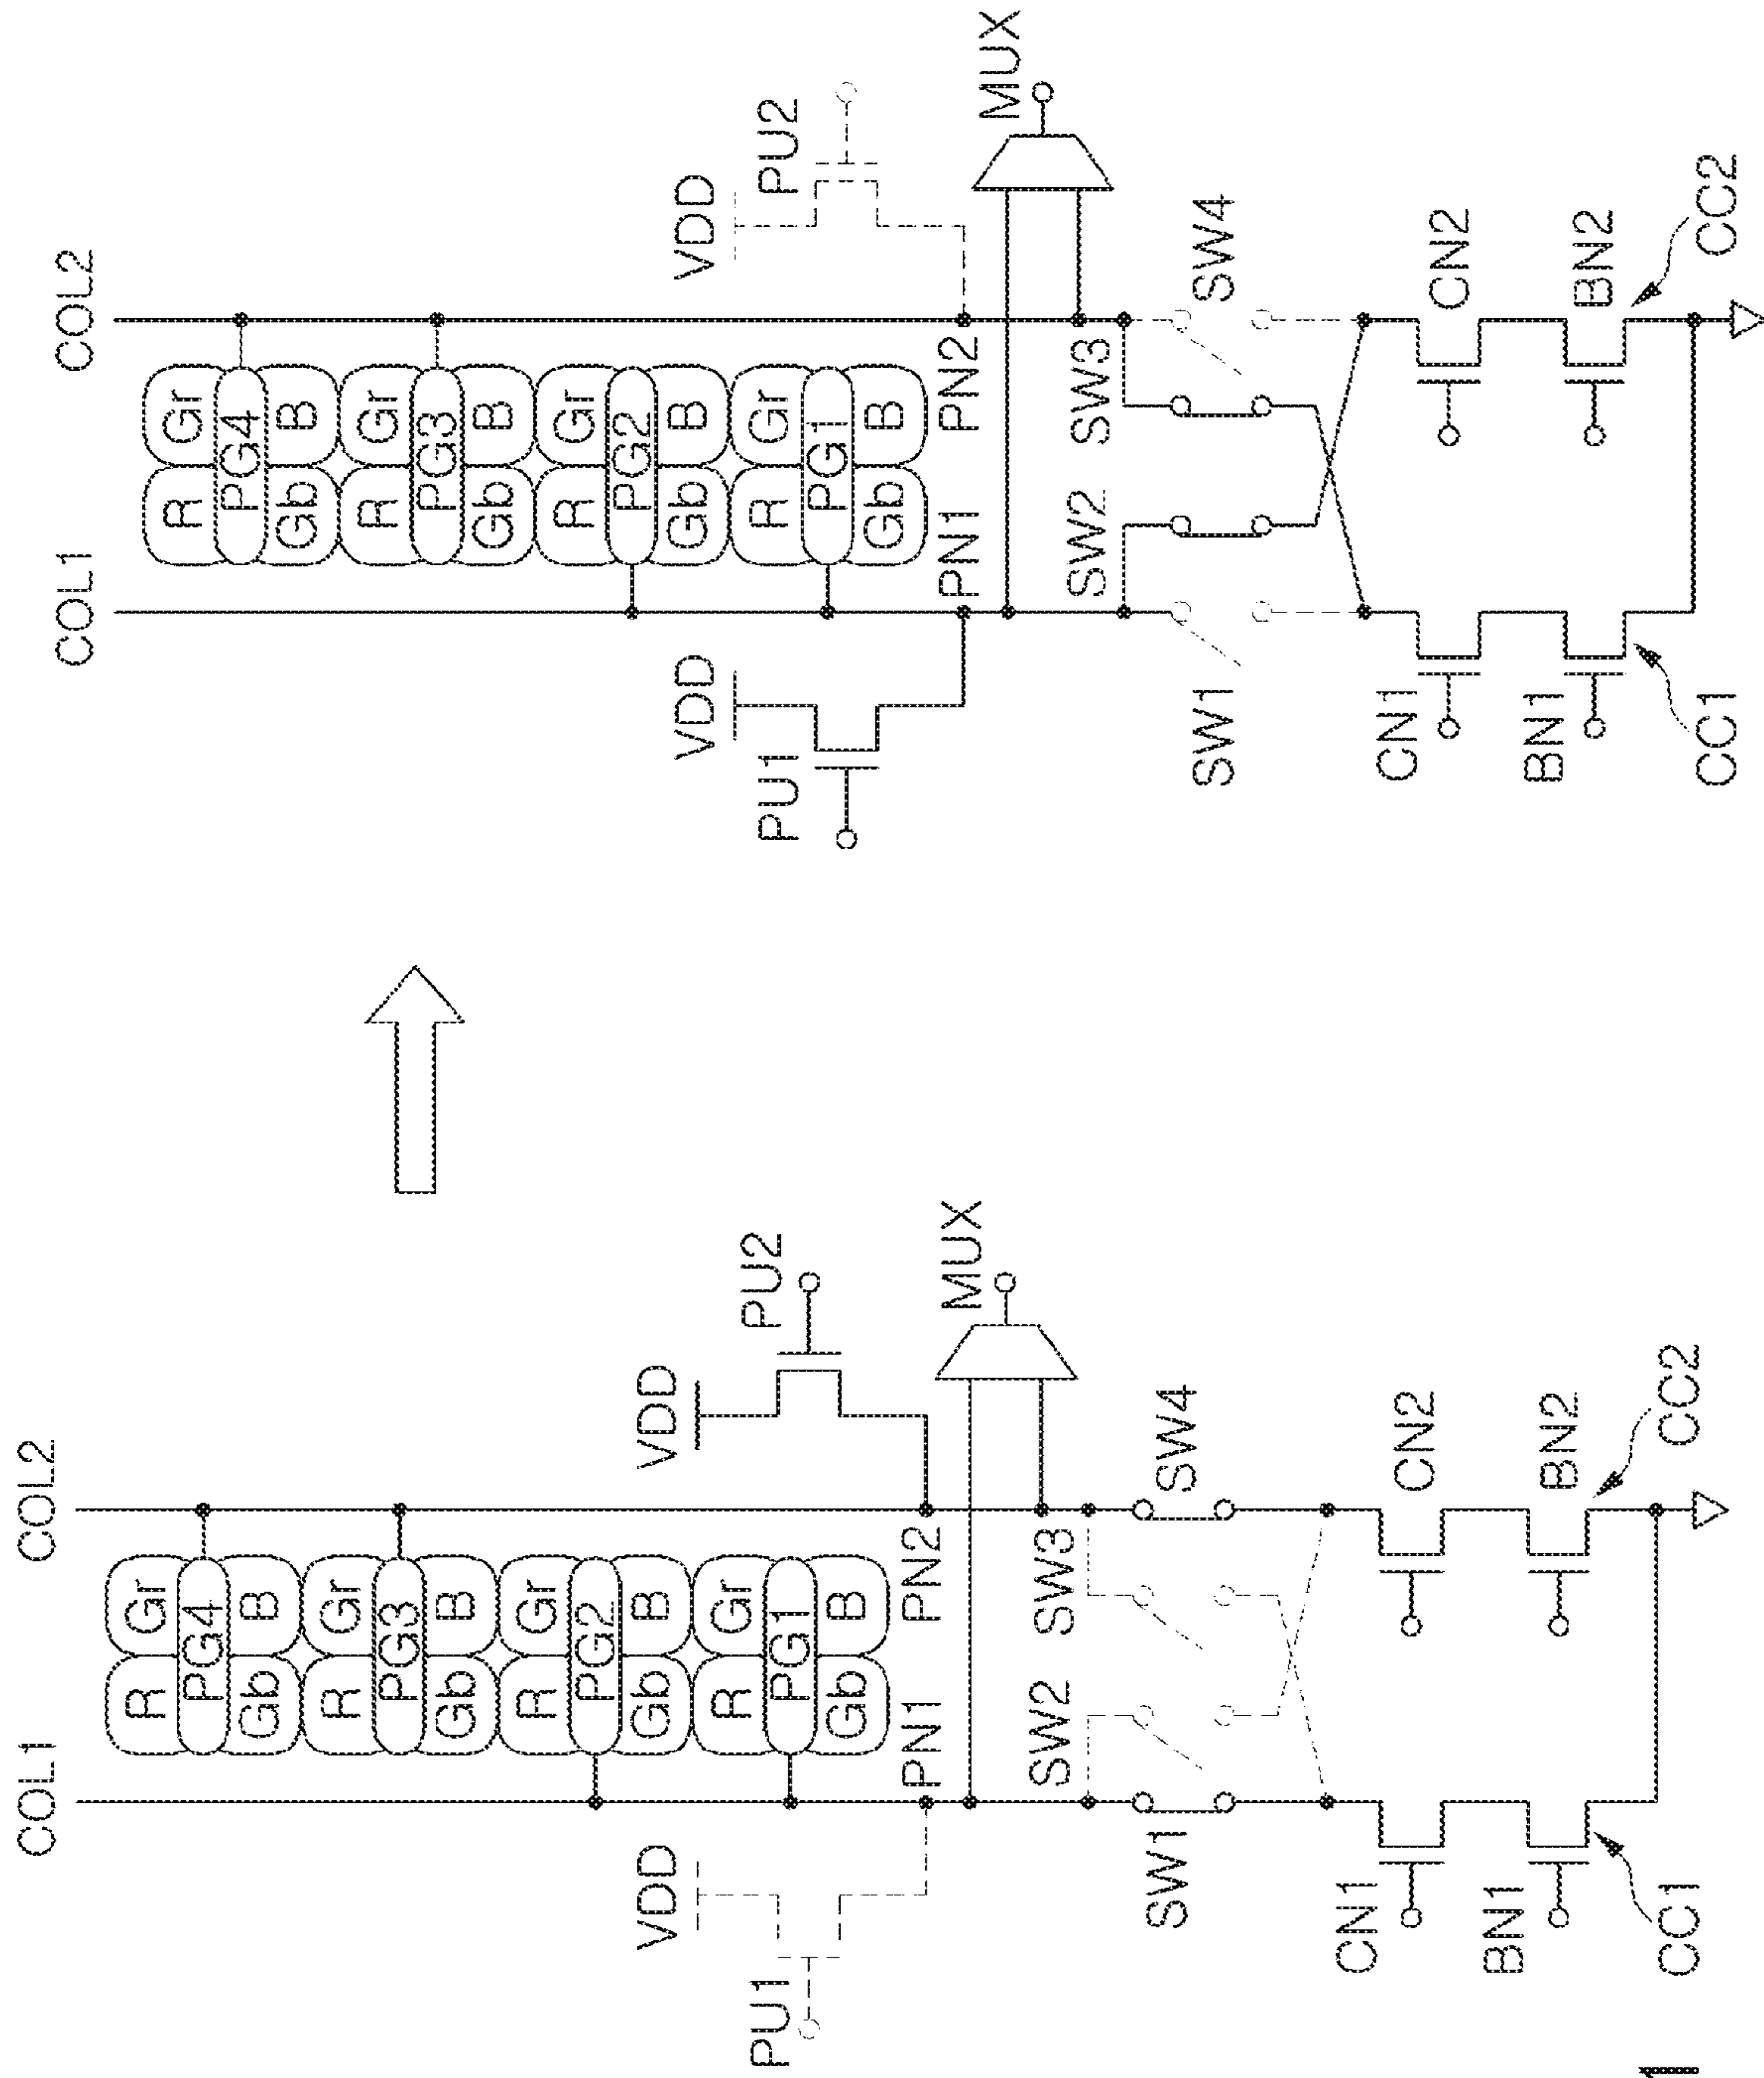 COL1 COL2
R Gr
PG4
Gb B
R Gr
PG3
Gb B
R Gr
PG2
Gb B
R Gr
PG1
Gb B
VDD VDD
PU1 PU2
PN1 PN2
MUX
SW2 SW3
SW1 SW4
CN1 CN2
BN1 BN2
CC1 CC2
COL1 COL2
R Gr
PG4
Gb B
R Gr
PG3
Gb B
R Gr
PG2
Gb B
R Gr
PG1
Gb B
VDD VDD
PU1 PU2
PN1 PN2
MUX
SW2 SW3
SW1 SW4
CN1 CN2
BN1 BN2
CC1 CC2